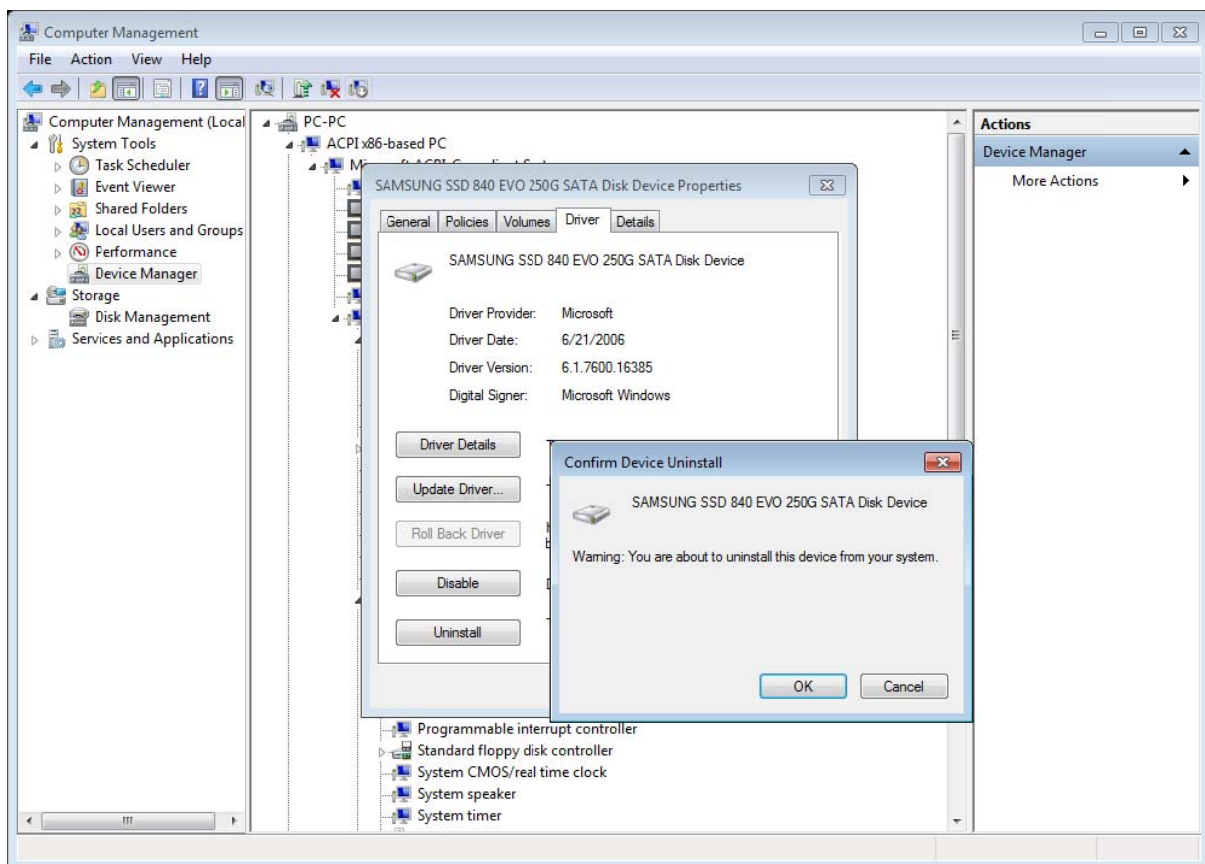 Computer Management
File Action View Help
Computer Management (Local
System Tools
Task Scheduler
Event Viewer
Shared Folders
Local Users and Groups
Performance
Device Manager
Storage
Disk Management
Services and Applications
PC-PC
ACPI x86-based PC
SAMSUNG SSD 840 EVO 250G SATA Disk Device Properties
General Policies Volumes Driver Details
SAMSUNG SSD 840 EVO 250G SATA Disk Device
Driver Provider: Microsoft
Driver Date: 6/21/2006
Driver Version: 6.1.7600.16385
Digital Signer: Microsoft Windows
Driver Details
Update Driver...
Roll Back Driver
Disable
Uninstall
Confirm Device Uninstall
SAMSUNG SSD 840 EVO 250G SATA Disk Device
Warning: You are about to uninstall this device from your system.
OK Cancel
Programmable interrupt controller
Standard floppy disk controller
System CMOS/real time clock
System speaker
System timer
Actions
Device Manager
More Actions